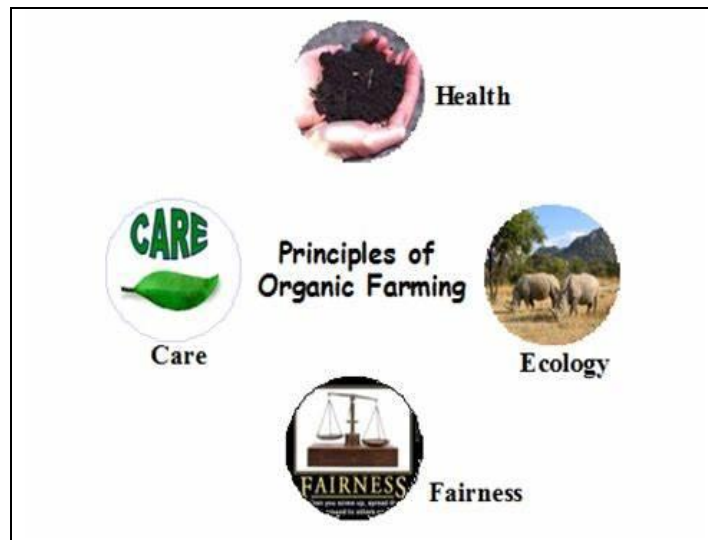 Health
CARE
Principles of
Organic Farming
Care
Ecology
FAIRNESS
Fairness